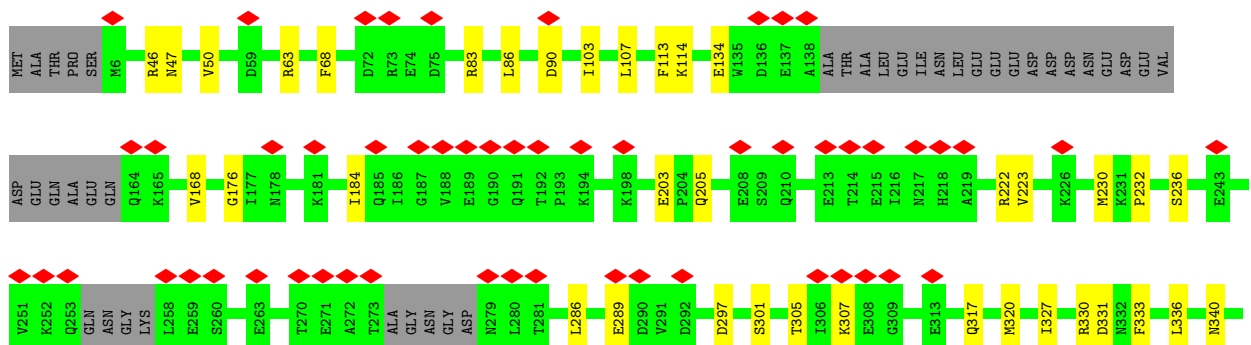 MET ALA THR PRO SER M6 R46 N47 V50 D59 R63 F68 D72 R73 E74 D75 R83 L86 D90 I103 L107 F113 K114 E134 W135 D136 E137 A138 ALA THR ALA LEU GLU ILE ASN LEU GLU GLU GLU ASP ASP ASP ASN GLU ASP GLU VAL
ASP GLU GLN ALA GLU GLN Q164 K165 V168 G176 I177 N178 K181 I184 Q185 I186 G187 V188 E189 G190 Q191 T192 P193 K194 K198 E203 P204 Q205 E208 S209 Q210 E213 T214 E215 I216 N217 H218 A219 R222 V223 K226 M230 K231 P232 S236 E243
V251 K252 Q253 GLN ASN GLY LYS L258 E259 S260 E263 T270 E271 A272 T273 ALA GLY ASN GLY ASP N279 L280 T281 L286 E289 D290 V291 D292 D297 S301 T305 I306 K307 E308 G309 E313 Q317 M320 I327 R330 D331 N332 F333 L336 N340